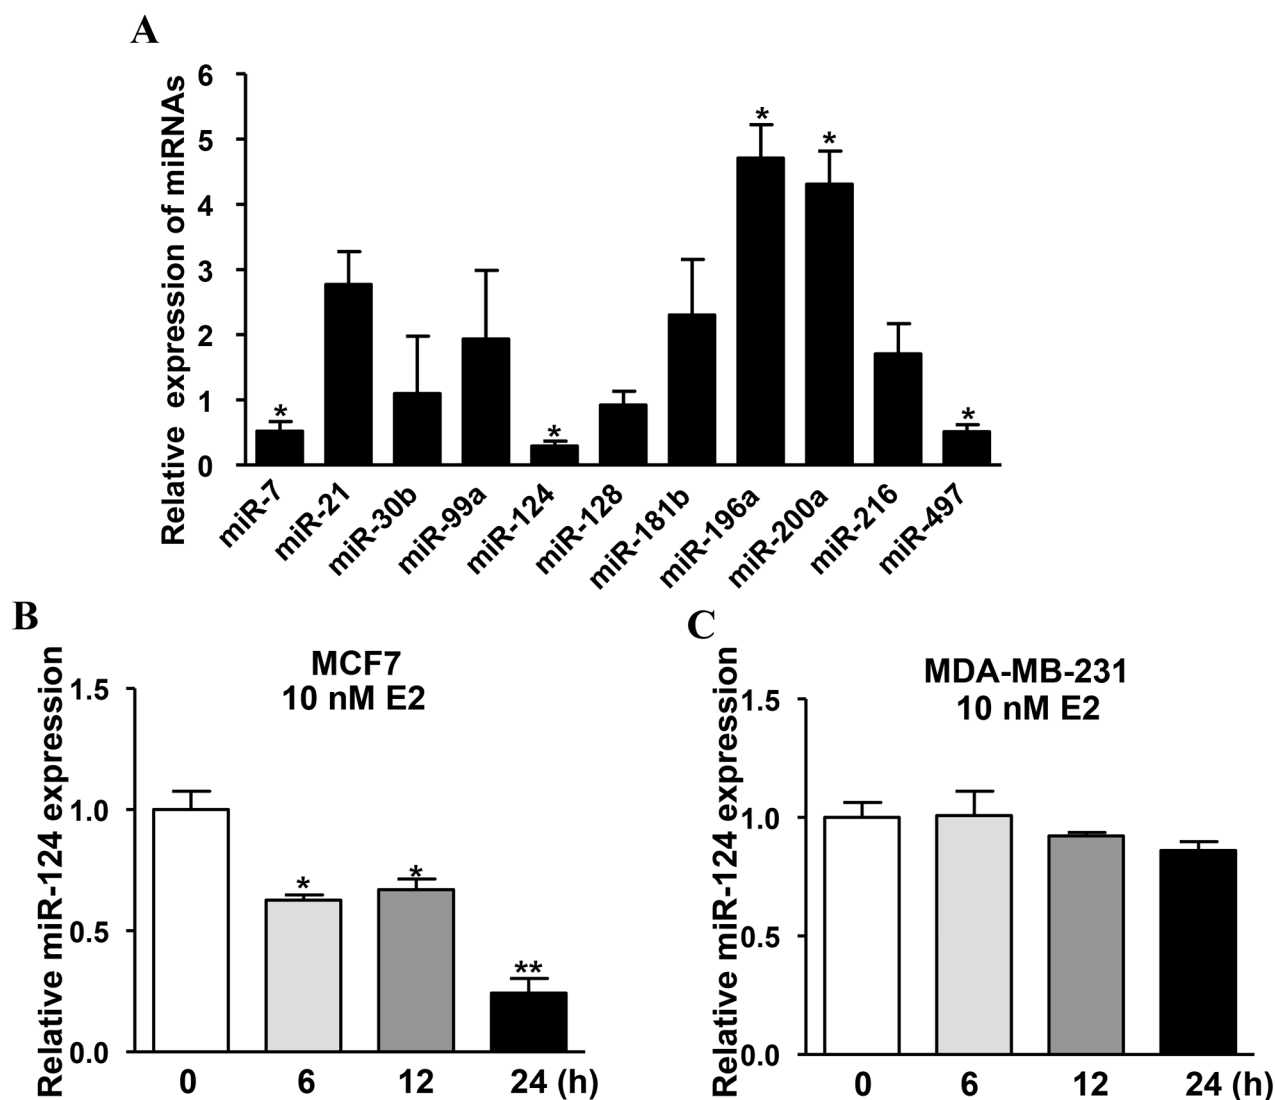 A
Relative expression of miRNAs
6
5
4
3
2
1
0
*
*
*
*
*
miR-7
miR-21
miR-30b
miR-99a
miR-124
miR-128
miR-181b
miR-196a
miR-200a
miR-216
miR-497
B
MCF7
10 nM E2
Relative miR-124 expression
1.5
1.0
0.5
0.0
*
*
**
0 6 12 24 (h)
C
MDA-MB-231
10 nM E2
Relative miR-124 expression
1.5
1.0
0.5
0.0
0 6 12 24 (h)